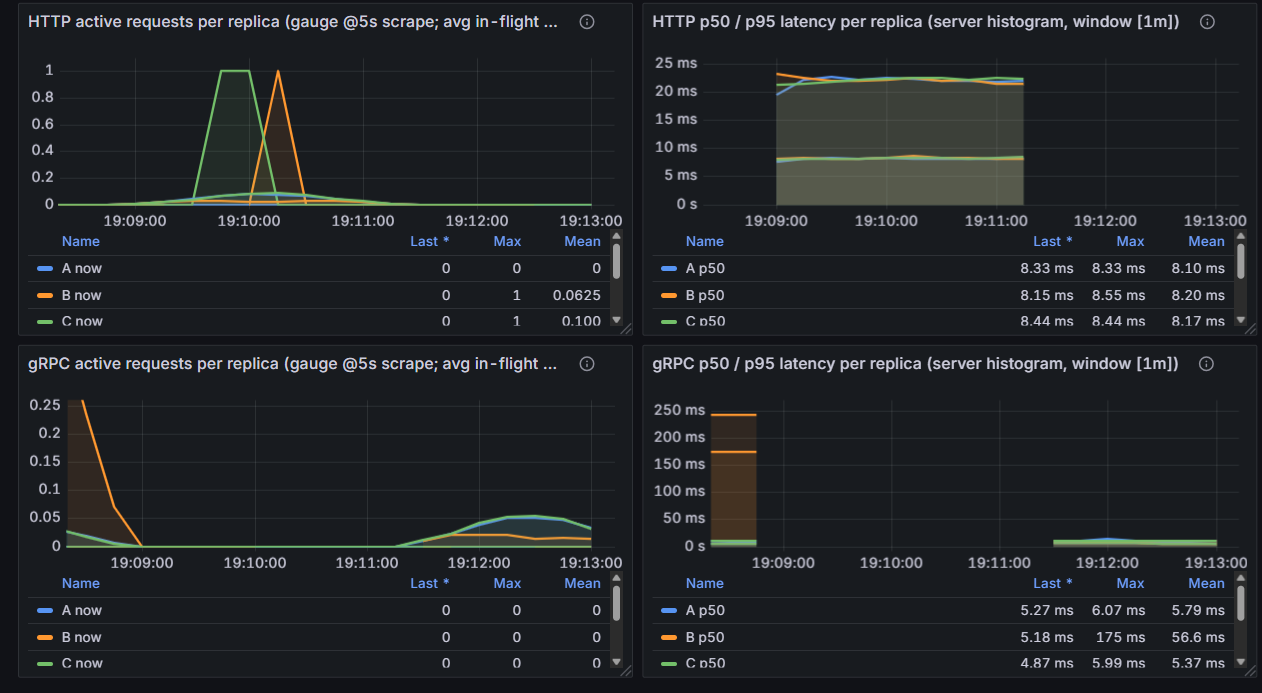 HTTP active requests per replica (gauge @5s scrape; avg in-flight ...
1
0.8
0.6
0.4
0.2
0
19:09:00 19:10:00 19:11:00 19:12:00 19:13:00
Name Last * Max Mean
A now 0 0 0
B now 0 1 0.0625
C now 0 1 0.100
HTTP p50 / p95 latency per replica (server histogram, window [1m])
25 ms
20 ms
15 ms
10 ms
5 ms
0 s
19:09:00 19:10:00 19:11:00 19:12:00 19:13:00
Name Last * Max Mean
A p50 8.33 ms 8.33 ms 8.10 ms
B p50 8.15 ms 8.55 ms 8.20 ms
C p50 8.44 ms 8.44 ms 8.17 ms
gRPC active requests per replica (gauge @5s scrape; avg in-flight ...
0.25
0.2
0.15
0.1
0.05
0
19:09:00 19:10:00 19:11:00 19:12:00 19:13:00
Name Last * Max Mean
A now 0 0 0
B now 0 0 0
C now 0 0 0
gRPC p50 / p95 latency per replica (server histogram, window [1m])
250 ms
200 ms
150 ms
100 ms
50 ms
0 s
19:09:00 19:10:00 19:11:00 19:12:00 19:13:00
Name Last * Max Mean
A p50 5.27 ms 6.07 ms 5.79 ms
B p50 5.18 ms 175 ms 56.6 ms
C p50 4.87 ms 5.99 ms 5.37 ms